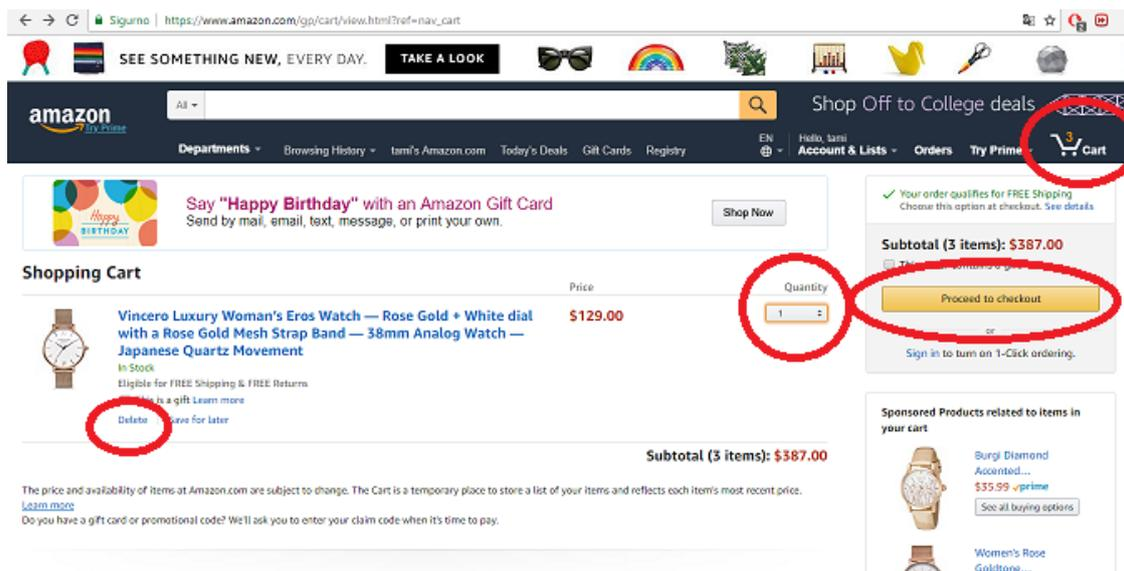 Sigurno
https://www.amazon.com/gp/cart/view.html?ref=nav_cart
SEE SOMETHING NEW, EVERY DAY.
TAKE A LOOK
amazon
Try Prime
All
Shop Off to College deals
Departments
Browsing History
tami's Amazon.com
Today's Deals
Gift Cards
Registry
EN
Hello, tami
Account & Lists
Orders
Try Prime
3
Cart
Happy
BIRTHDAY
Say "Happy Birthday" with an Amazon Gift Card
Send by mail, email, text, message, or print your own.
Shop Now
Your order qualifies for FREE Shipping
Choose this option at checkout. See details
Subtotal (3 items): $387.00
Proceed to checkout
or
Sign in to turn on 1-Click ordering.
Shopping Cart
Price
Quantity
Vincero Luxury Woman's Eros Watch — Rose Gold + White dial
with a Rose Gold Mesh Strap Band — 38mm Analog Watch —
Japanese Quartz Movement
$129.00
1
In Stock
Eligible for FREE Shipping & FREE Returns
is a gift Learn more
Delete
Save for later
Subtotal (3 items): $387.00
The price and availability of items at Amazon.com are subject to change. The Cart is a temporary place to store a list of your items and reflects each item's most recent price.
Learn more
Do you have a gift card or promotional code? We'll ask you to enter your claim code when it's time to pay.
Sponsored Products related to items in
your cart
Burgi Diamond
Accented...
$35.99 prime
See all buying options
Women's Rose
Goldtone...